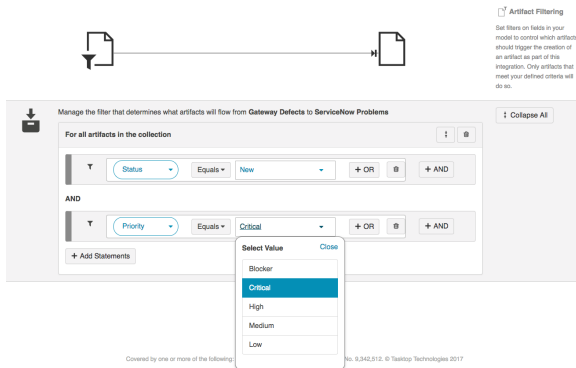 Artifact Filtering
Set filters on fields in your
model to control which artifacts
should trigger the creation of
an artifact as part of this
integration. Only artifacts that
meet your defined criteria will
do so.
Manage the filter that determines what artifacts will flow from Gateway Defects to ServiceNow Problems
Collapse All
For all artifacts in the collection
Status Equals New + OR + AND
AND
Priority Equals Critical + OR + AND
+ Add Statements
Select Value Close
Blocker
Critical
High
Medium
Low
Covered by one or more of the following: No. 9,342,512. © Tasktop Technologies 2017